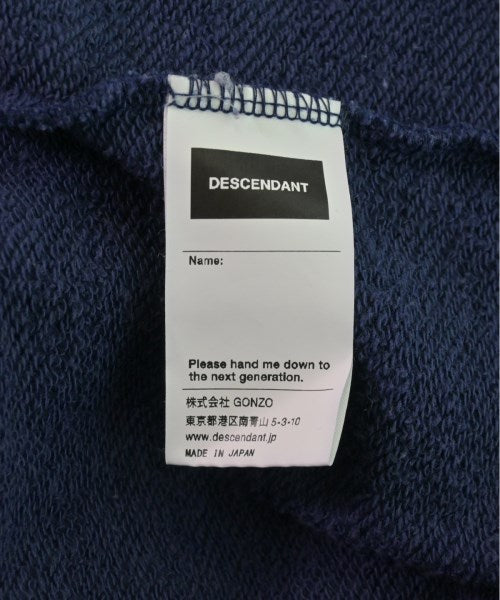 DESCENDANT
Name:
Please hand me down to
the next generation.
株式会社 GONZO
東京都港区南青山 5-3-10
www.descendant.jp
MADE IN JAPAN